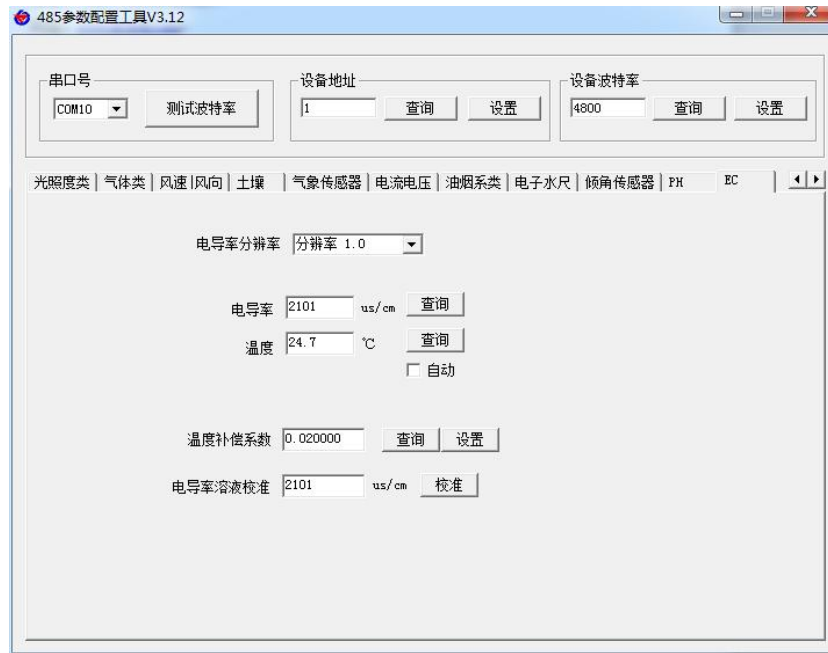 485参数配置工具V3.12
串口号 设备地址 设备波特率
COM10 测试波特率 1 查询 设置 4800 查询 设置
光照度类 气体类 风速|风向 土壤 气象传感器 电流电压 油烟系类 电子水尺 倾角传感器 PH EC
电导率分辨率 分辨率 1.0
电导率 2101 us/cm 查询
温度 24.7 ℃ 查询
自动
温度补偿系数 0.020000 查询 设置
电导率溶液校准 2101 us/cm 校准